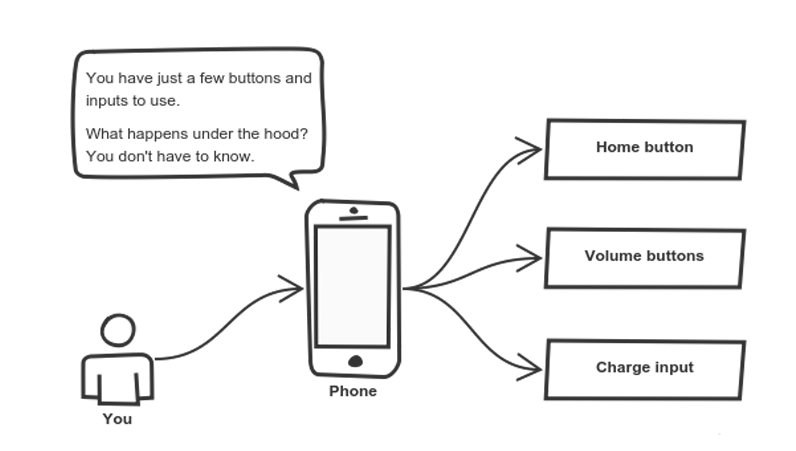 You have just a few buttons and
inputs to use.
What happens under the hood?
You don't have to know.
Home button
Volume buttons
Charge input
Phone
You